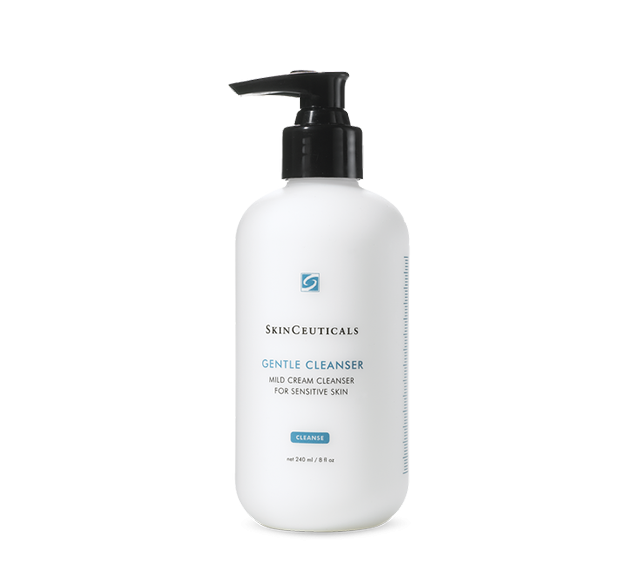 SKINCEUTICALS
GENTLE CLEANSER
MILD CREAM CLEANSER
FOR SENSITIVE SKIN
CLEANSE
net 240 ml / 8 fl oz